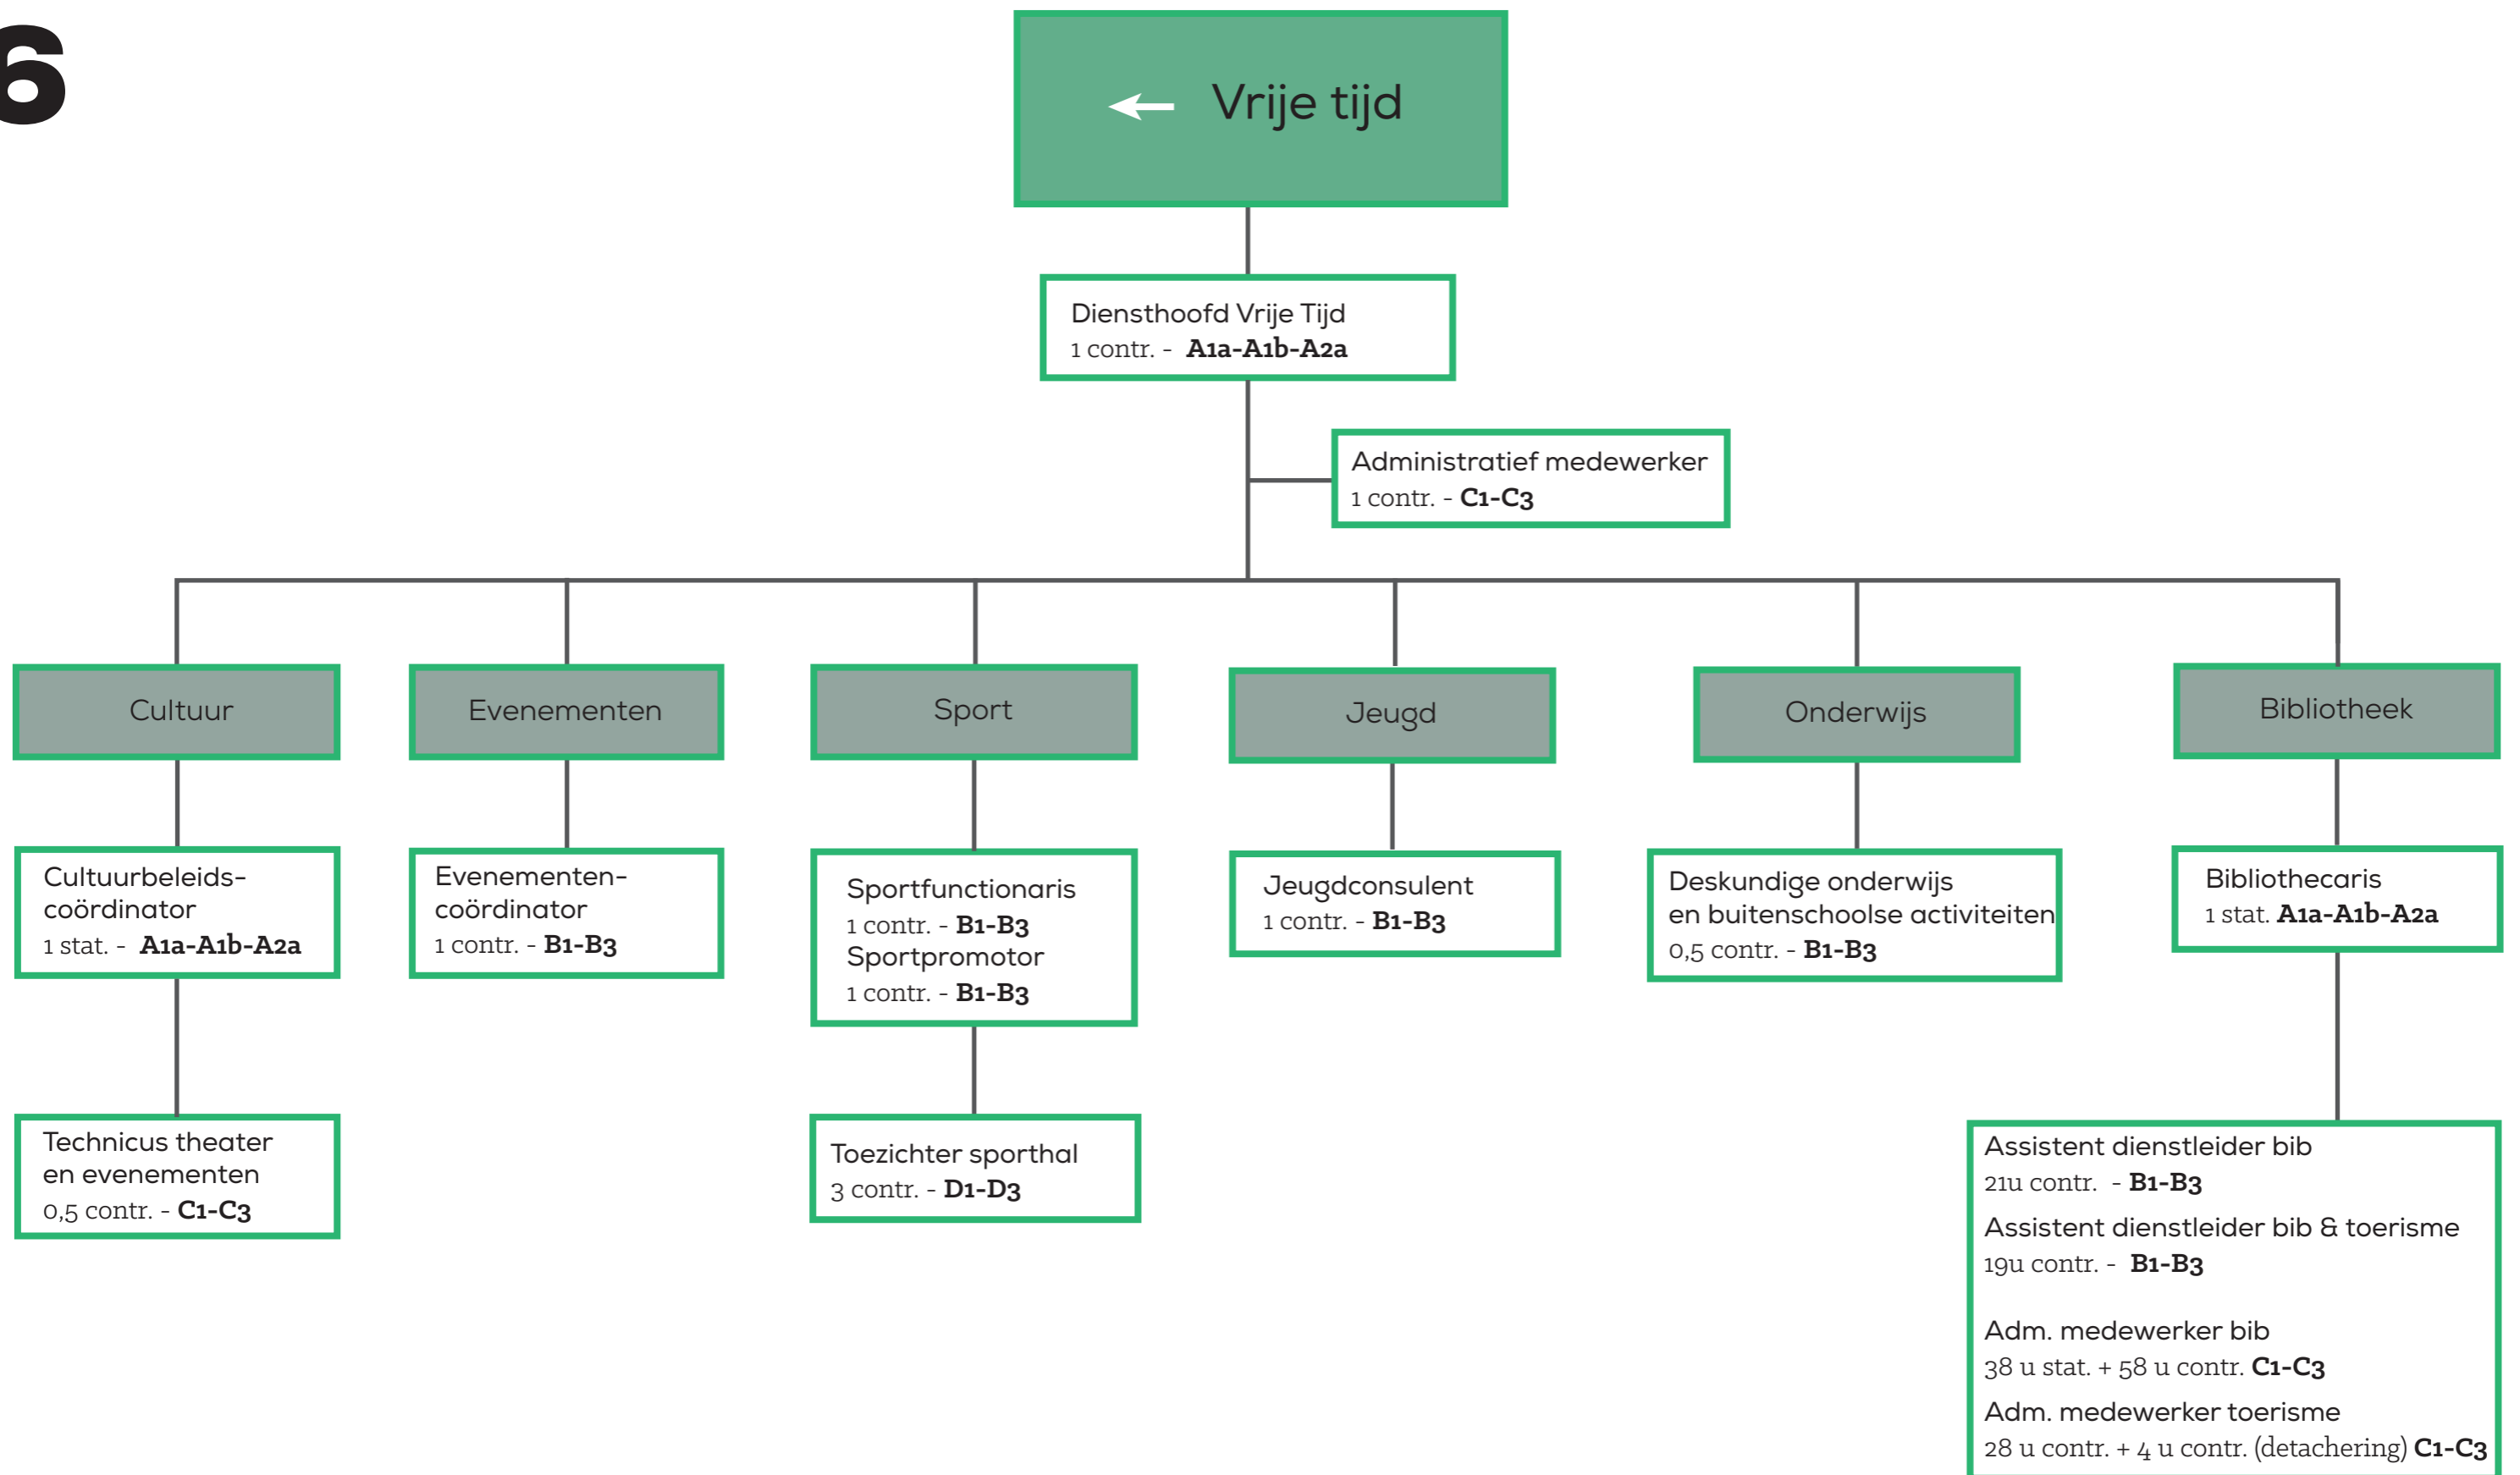 6
Vrije tijd
Diensthoofd Vrije Tijd
1 contr. - A1a-A1b-A2a
Administratief medewerker
1 contr. - C1-C3
Cultuur
Evenementen
Sport
Jeugd
Onderwijs
Bibliotheek
Cultuurbeleids-
coördinator
1 stat. - A1a-A1b-A2a
Evenementen-
coördinator
1 contr. - B1-B3
Sportfunctionaris
1 contr. - B1-B3
Sportpromotor
1 contr. - B1-B3
Jeugdconsulent
1 contr. - B1-B3
Deskundige onderwijs
en buitenschoolse activiteiten
0,5 contr. - B1-B3
Bibliothecaris
1 stat. A1a-A1b-A2a
Technicus theater
en evenementen
0,5 contr. - C1-C3
Toezichter sporthal
3 contr. - D1-D3
Assistent dienstleider bib
21u contr. - B1-B3
Assistent dienstleider bib & toerisme
19u contr. - B1-B3
Adm. medewerker bib
38 u stat. + 58 u contr. C1-C3
Adm. medewerker toerisme
28 u contr. + 4 u contr. (detachering) C1-C3